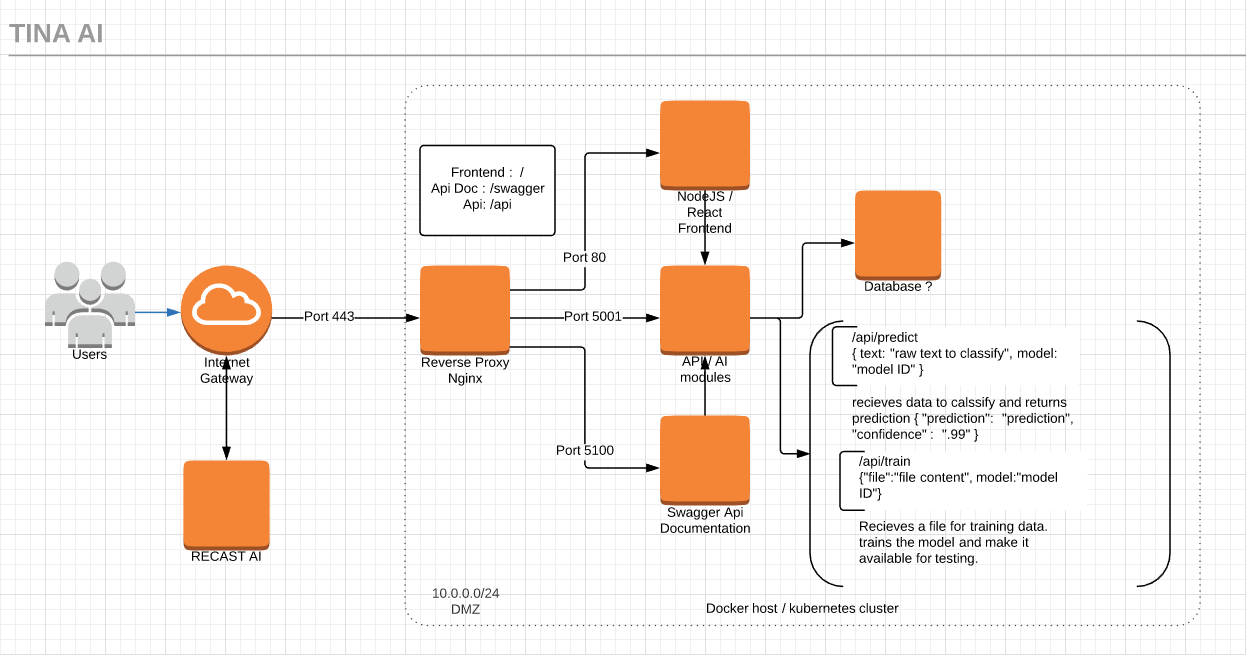 TINA AI
Frontend : /
Api Doc : /swagger
Api: /api
NodeJS /
React
Frontend
Port 80
Database ?
Users
Internet
Gateway
Port 443
Reverse Proxy
Nginx
Port 5001
API / AI
modules
/api/predict
{ text: "raw text to classify", model:
"model ID" }
recieves data to calssify and returns
prediction { "prediction": "prediction",
"confidence" : ".99" }
/api/train
{"file":"file content", model:"model
ID"}
Recieves a file for training data.
trains the model and make it
available for testing.
Port 5100
Swagger Api
Documentation
RECAST AI
10.0.0.0/24
DMZ
Docker host / kubernetes cluster